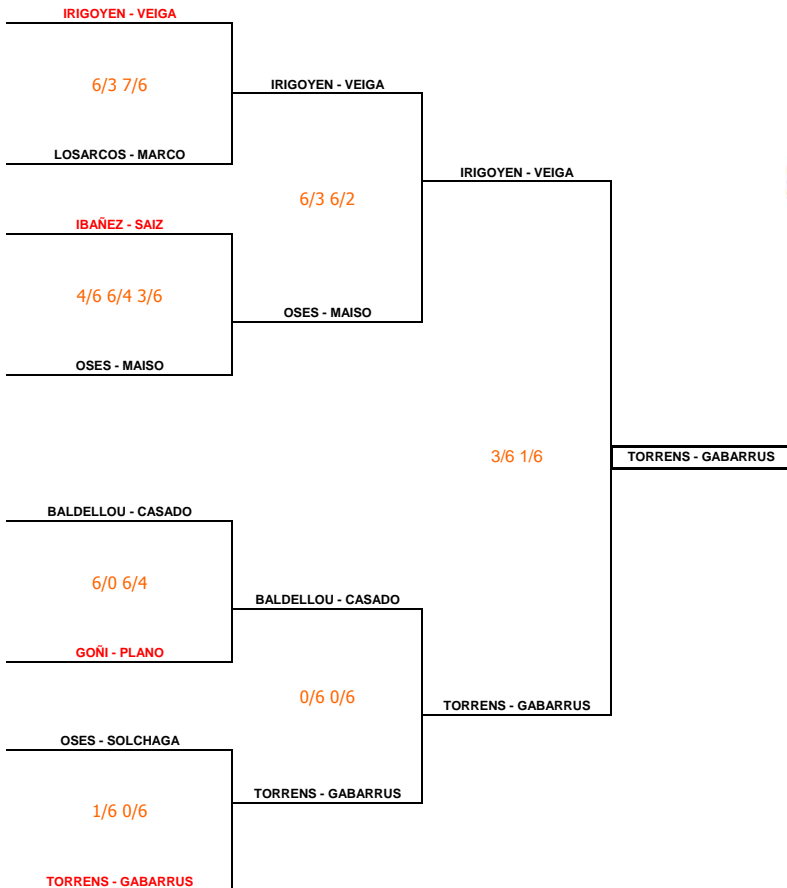 IRIGOYEN - VEIGA
6/3 7/6
IRIGOYEN - VEIGA
LOSARCOS - MARCO
IRIGOYEN - VEIGA
6/3 6/2
IBAÑEZ - SAIZ
4/6 6/4 3/6
OSES - MAISO
OSES - MAISO
3/6 1/6
TORRENS - GABARRUS
BALDELLOU - CASADO
6/0 6/4
BALDELLOU - CASADO
GOÑI - PLANO
0/6 0/6
TORRENS - GABARRUS
OSES - SOLCHAGA
TORRENS - GABARRUS
1/6 0/6
TORRENS - GABARRUS